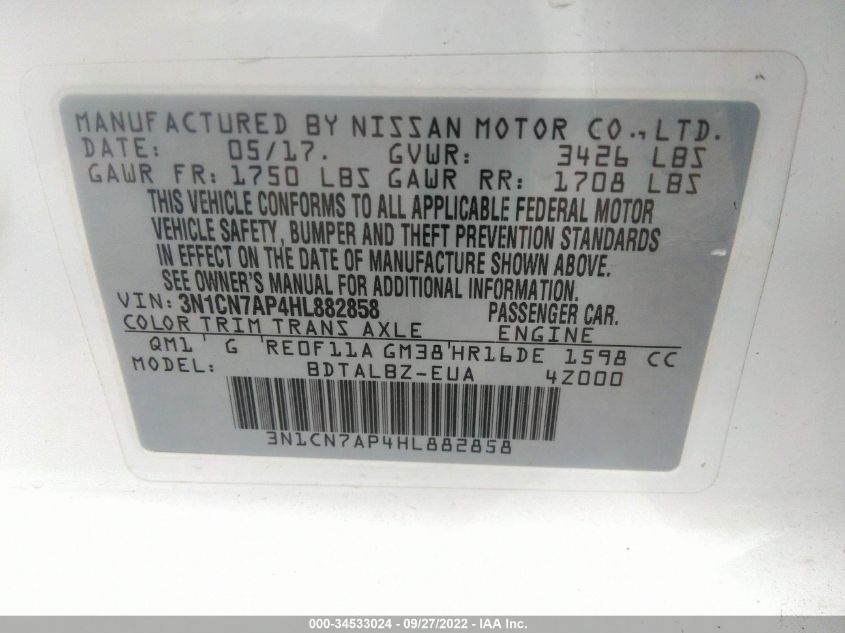 MANUFACTURED BY NISSAN MOTOR CO., LTD.
DATE: 05/17. GVWR: 3426 LBS
GAWR FR: 1750 LBS GAWR RR: 1708 LBS
THIS VEHICLE CONFORMS TO ALL APPLICABLE FEDERAL MOTOR
VEHICLE SAFETY, BUMPER AND THEFT PREVENTION STANDARDS
IN EFFECT ON THE DATE OF MANUFACTURE SHOWN ABOVE.
SEE OWNER'S MANUAL FOR ADDITIONAL INFORMATION
VIN: 3N1CN7AP4HL882858 PASSENGER CAR.
COLOR TRIM TRANS AXLE ENGINE
QM1 ' G 'RE0F11A GM38'HR16DE 1598 CC
MODEL: BDTALBZ-EUA 4Z000
3N1CN7AP4HL882858
000-34533024 - 09/27/2022 - IAA Inc.